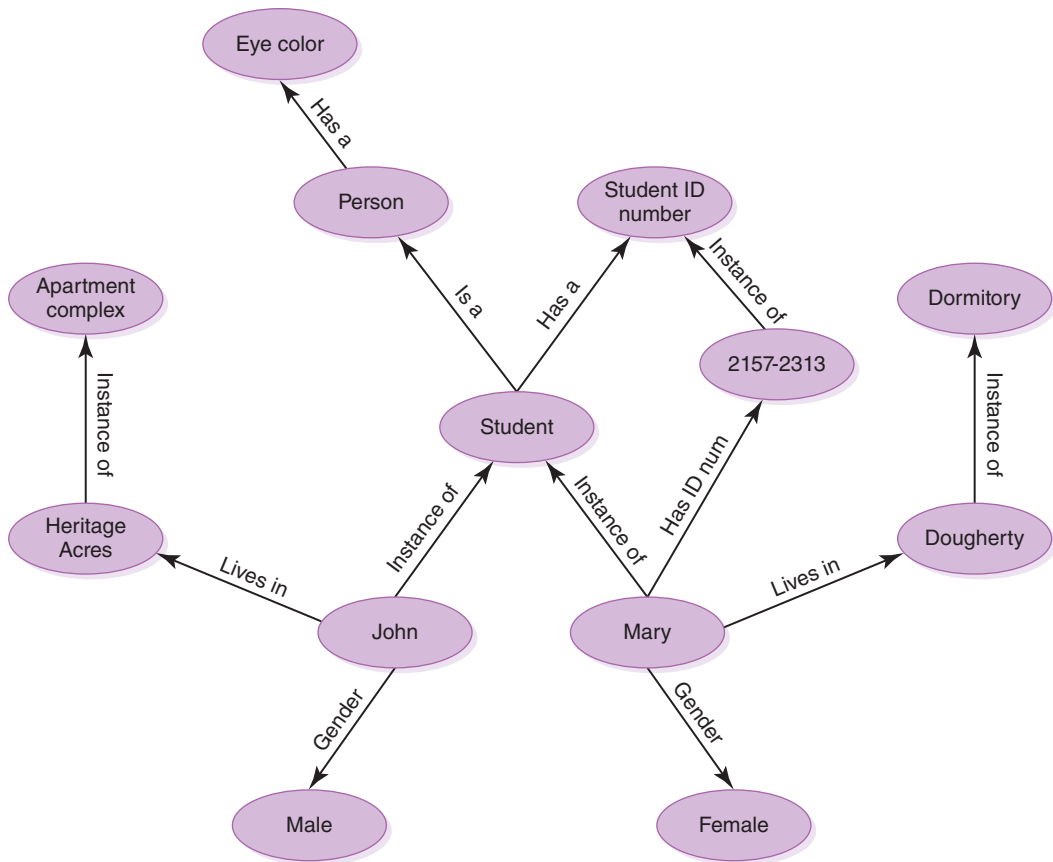 Eye color
Has a
Person
Student ID
number
Instance of
Is a
Has a
Apartment
complex
Dormitory
2157-2313
Instance of
Student
Instance of
Has ID num
Instance of
Instance of
Heritage
Acres
Dougherty
Lives in
Lives in
John
Mary
Gender
Gender
Male
Female